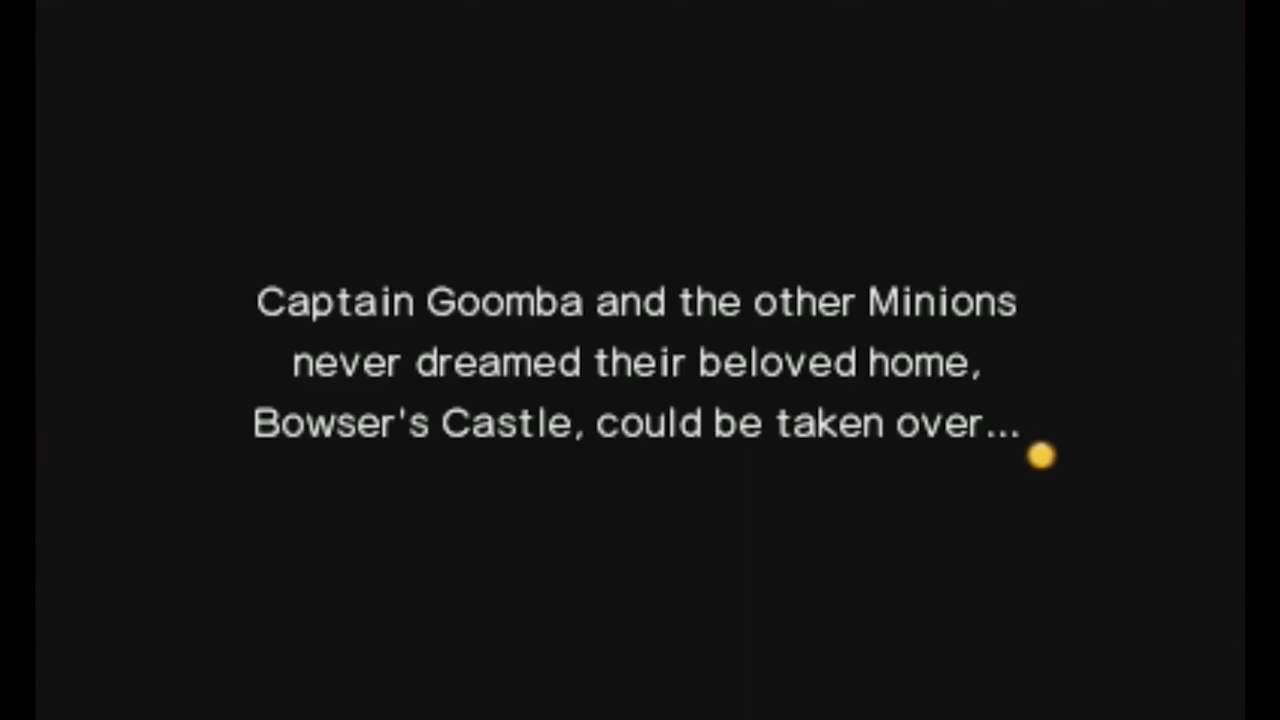 Captain Goomba and the other Minions
never dreamed their beloved home,
Bowser's Castle, could be taken over...